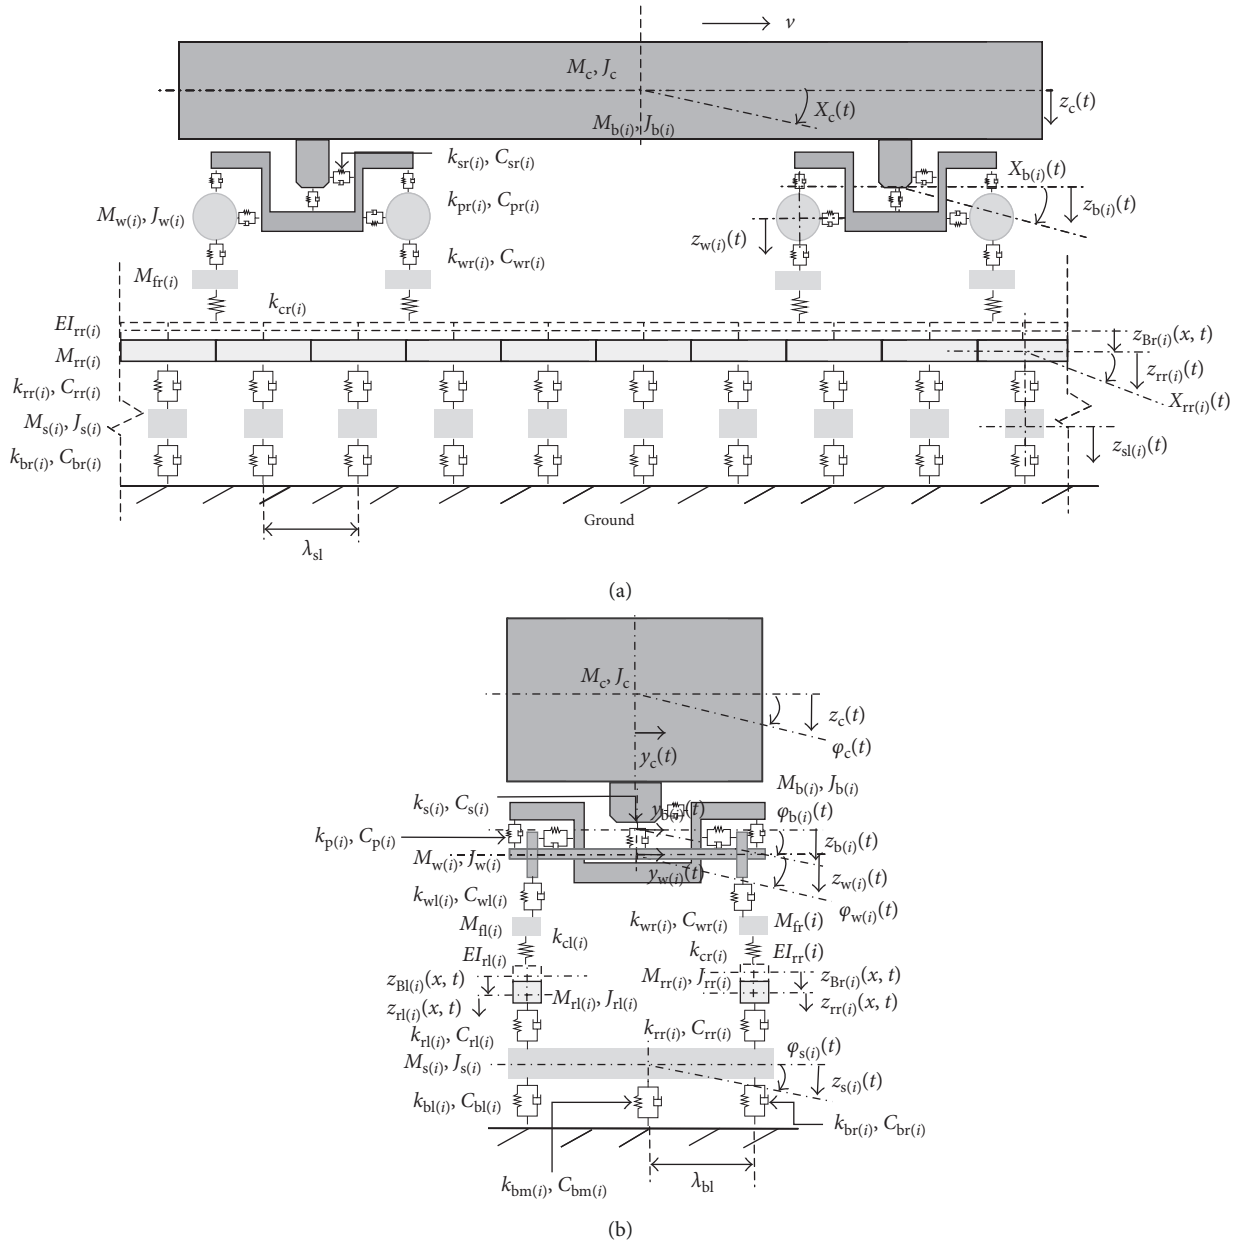 v
M_c, J_c
X_c(t)
z_c(t)
M_b(i), J_b(i)
k_sr(i), C_sr(i)
X_b(i)(t)
k_pr(i), C_pr(i)
z_b(i)(t)
M_w(i), J_w(i)
z_w(i)(t)
k_wr(i), C_wr(i)
M_fr(i)
k_cr(i)
EI_rr(i)
z_Br(i)(x, t)
M_rr(i)
z_rr(i)(t)
k_rr(i), C_rr(i)
X_rr(i)(t)
M_s(i), J_s(i)
z_sl(i)(t)
k_br(i), C_br(i)
Ground
λ_sl
(a)
M_c, J_c
z_c(t)
φ_c(t)
y_c(t)
M_b(i), J_b(i)
k_s(i), C_s(i)
y_b(i)(t)
φ_b(i)(t)
k_p(i), C_p(i)
z_b(i)(t)
M_w(i), J_w(i)
y_w(i)(t)
z_w(i)(t)
k_wl(i), C_wl(i)
φ_w(i)(t)
M_fl(i)
k_wr(i), C_wr(i)
M_fr(i)
k_cl(i)
k_cr(i)
EI_rr(i)
EI_rl(i)
z_Bl(i)(x, t)
M_rr(i), J_rr(i)
z_Br(i)(x, t)
z_rl(i)(x, t)
M_rl(i), J_rl(i)
z_rr(i)(x, t)
k_rl(i), C_rl(i)
k_rr(i), C_rr(i)
φ_s(i)(t)
M_s(i), J_s(i)
z_s(i)(t)
k_bl(i), C_bl(i)
k_br(i), C_br(i)
λ_bl
k_bm(i), C_bm(i)
(b)